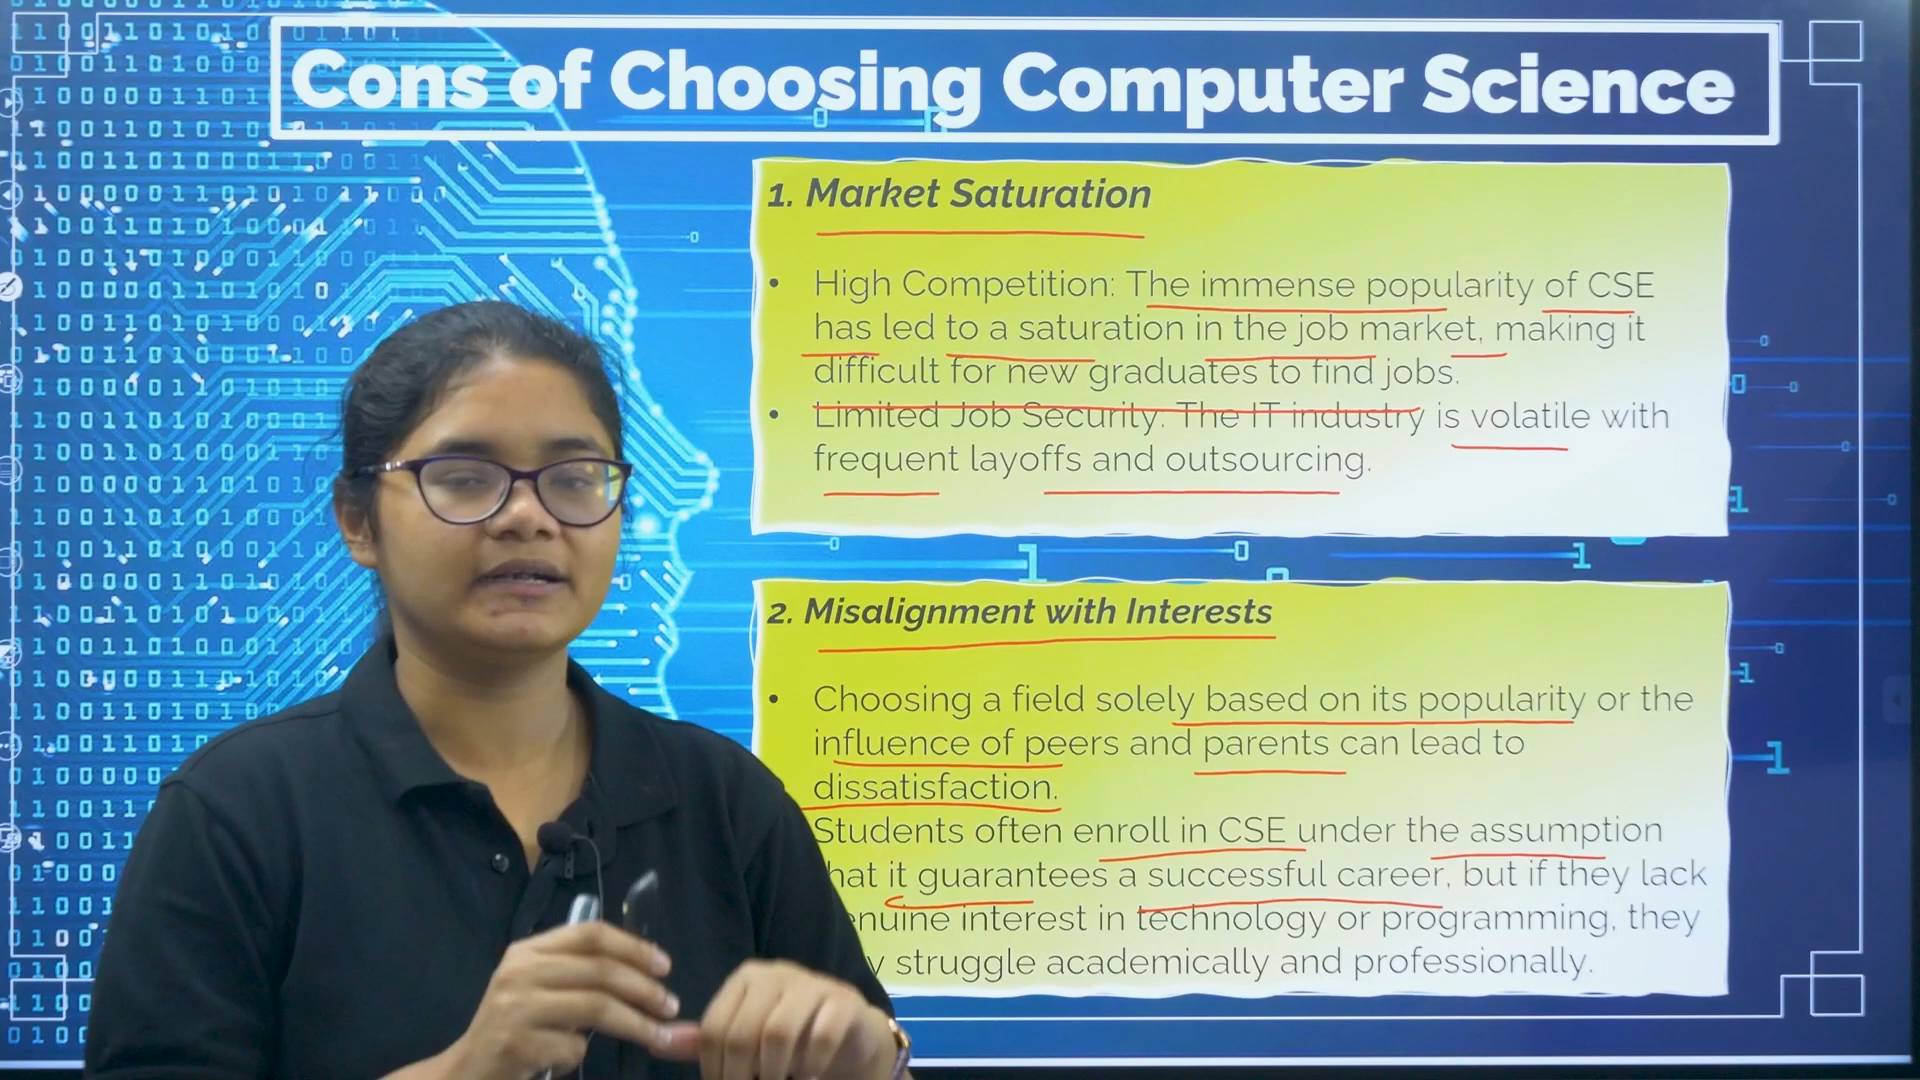 Cons of Choosing Computer Science
1. Market Saturation
• High Competition: The immense popularity of CSE
has led to a saturation in the job market, making it
difficult for new graduates to find jobs.
• Limited Job Security: The IT industry is volatile with
frequent layoffs and outsourcing.
2. Misalignment with Interests
• Choosing a field solely based on its popularity or the
influence of peers and parents can lead to
dissatisfaction.
Students often enroll in CSE under the assumption
it guarantees a successful career, but if they lack
interest in technology or programming, they
struggle academically and professionally.